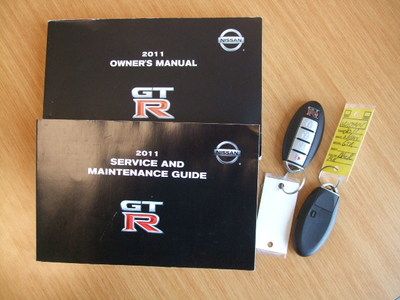 2011
OWNER'S MANUAL
NISSAN
GT
R
2011
SERVICE AND
MAINTENANCE GUIDE
NISSAN
GT
R